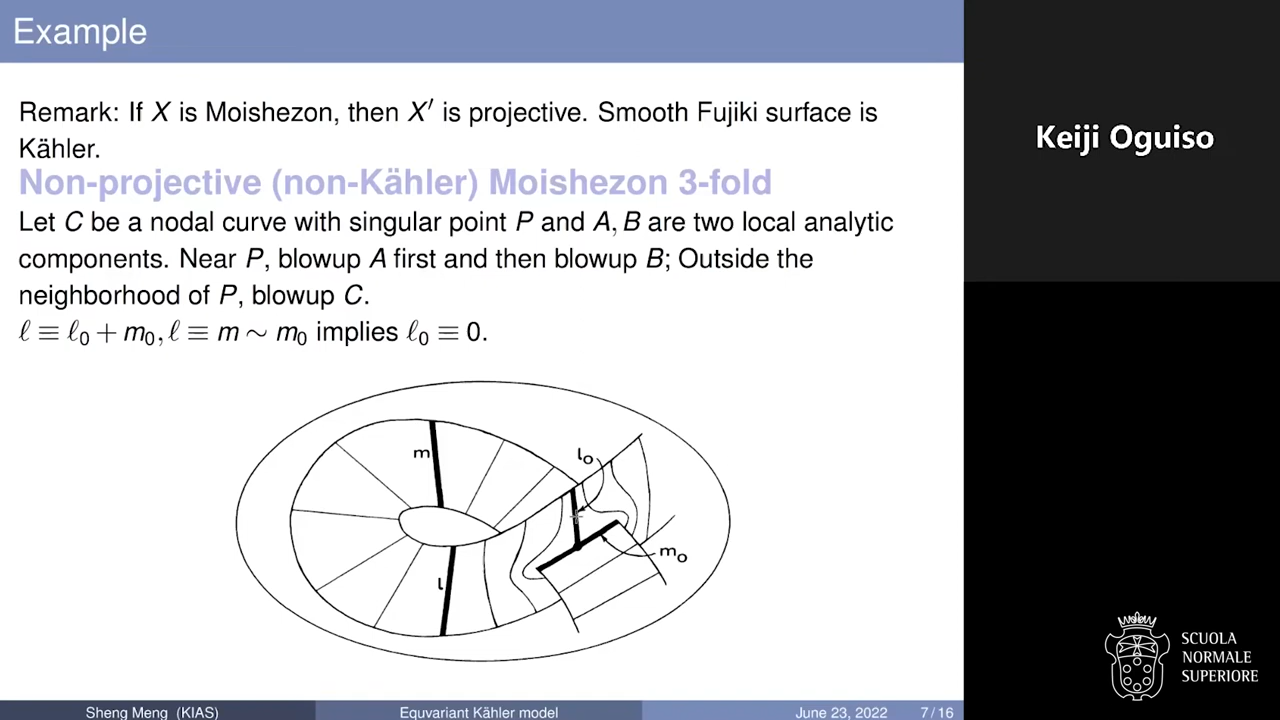 Example
Remark: If X is Moishezon, then X′ is projective. Smooth Fujiki surface is
Kähler.
Non-projective (non-Kähler) Moishezon 3-fold
Let C be a nodal curve with singular point P and A, B are two local analytic
components. Near P, blowup A first and then blowup B; Outside the
neighborhood of P, blowup C.
ℓ ≡ ℓ₀ + m₀, ℓ ≡ m ∼ m₀ implies ℓ₀ ≡ 0.
m
l₀
m₀
l
Sheng Meng (KIAS)
Equvariant Kähler model
June 23, 2022
7 / 16
Keiji Oguiso
SCUOLA
NORMALE
SUPERIORE